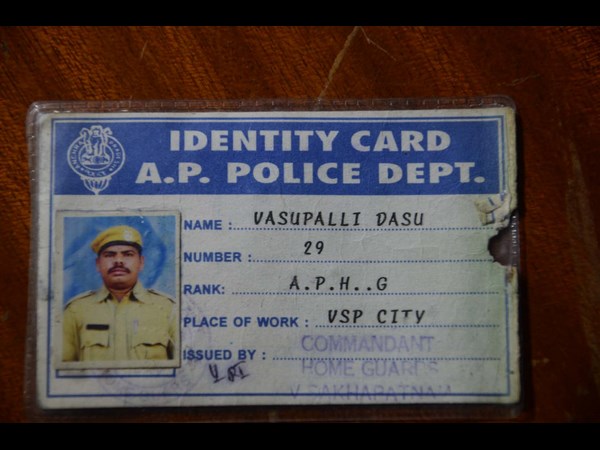 IDENTITY CARD
A.P. POLICE DEPT.
NAME : VASUPALLI DASU
NUMBER : 29
RANK: A.P.H..G
PLACE OF WORK : VSP CITY
ISSUED BY :
COMMANDANT
HOME GUARDS
VISAKHAPATNAM